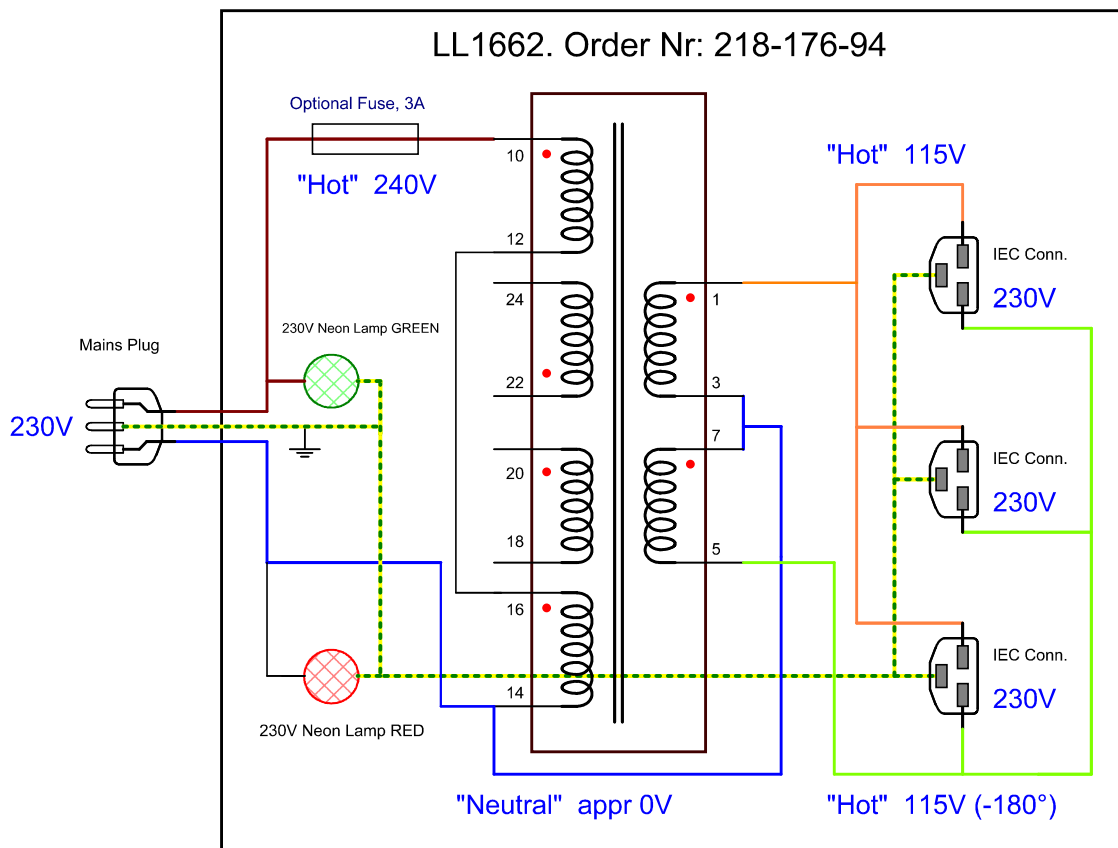 LL1662. Order Nr: 218-176-94
Optional Fuse, 3A
"Hot" 240V
10
12
24
22
20
18
16
14
1
3
7
5
"Hot" 115V
IEC Conn.
230V
IEC Conn.
230V
IEC Conn.
230V
230V Neon Lamp GREEN
Mains Plug
230V
230V Neon Lamp RED
"Neutral" appr 0V
"Hot" 115V (-180°)